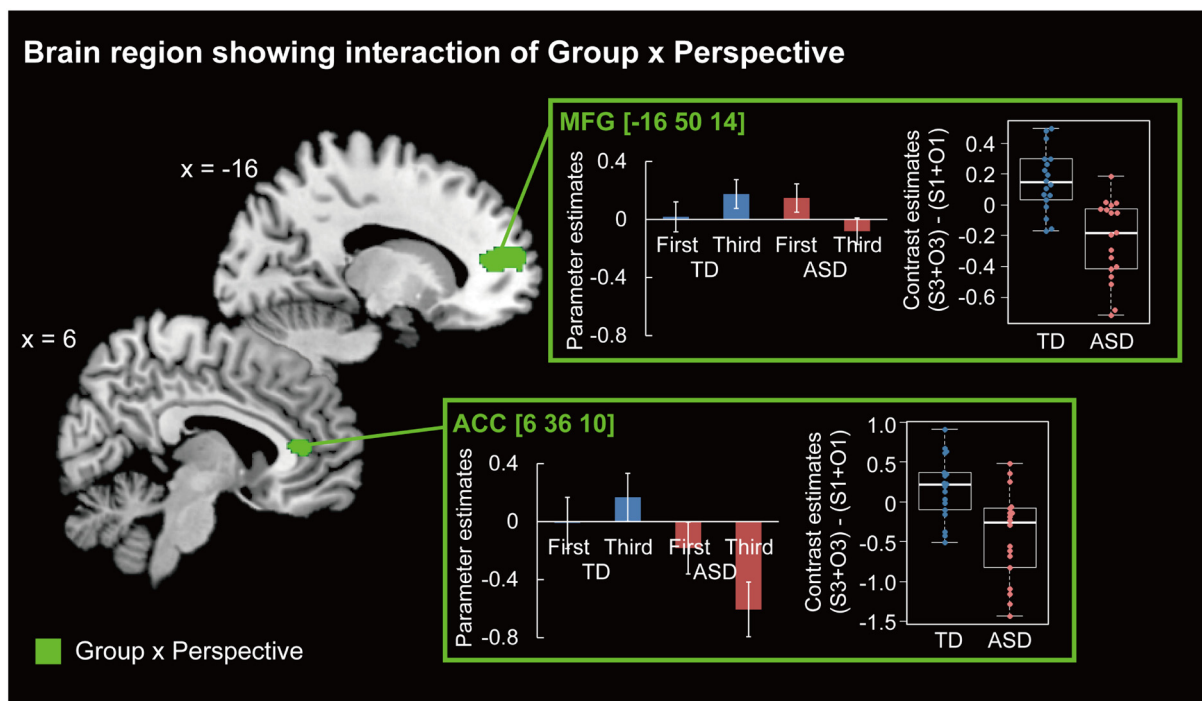 Brain region showing interaction of Group x Perspective
x = -16
x = 6
MFG [-16 50 14]
Parameter estimates
0.4
0
-0.4
-0.8
First Third First Third
TD ASD
Contrast estimates
(S3+O3) - (S1+O1)
0.4
0.2
0
-0.2
-0.4
-0.6
TD ASD
ACC [6 36 10]
Parameter estimates
0.4
0
-0.4
-0.8
First Third First Third
TD ASD
Contrast estimates
(S3+O3) - (S1+O1)
1.0
0.5
0
-0.5
-1.0
-1.5
TD ASD
Group x Perspective